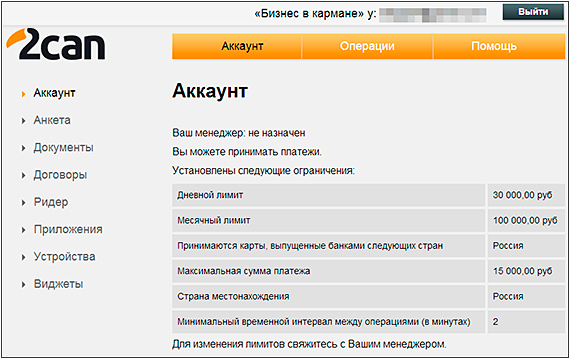 «Бизнес в кармане» у:
Выйти
2can
Аккаунт Операции Помощь
Аккаунт
Анкета
Документы
Договоры
Ридер
Приложения
Устройства
Виджеты
Аккаунт
Ваш менеджер: не назначен
Вы можете принимать платежи.
Установлены следующие ограничения:
Дневной лимит 30 000,00 руб
Месячный лимит 100 000,00 руб
Принимаются карты, выпущенные банками следующих стран Россия
Максимальная сумма платежа 15 000,00 руб
Страна местонахождения Россия
Минимальный временной интервал между операциями (в минутах) 2
Для изменения лимитов свяжитесь с Вашим менеджером.